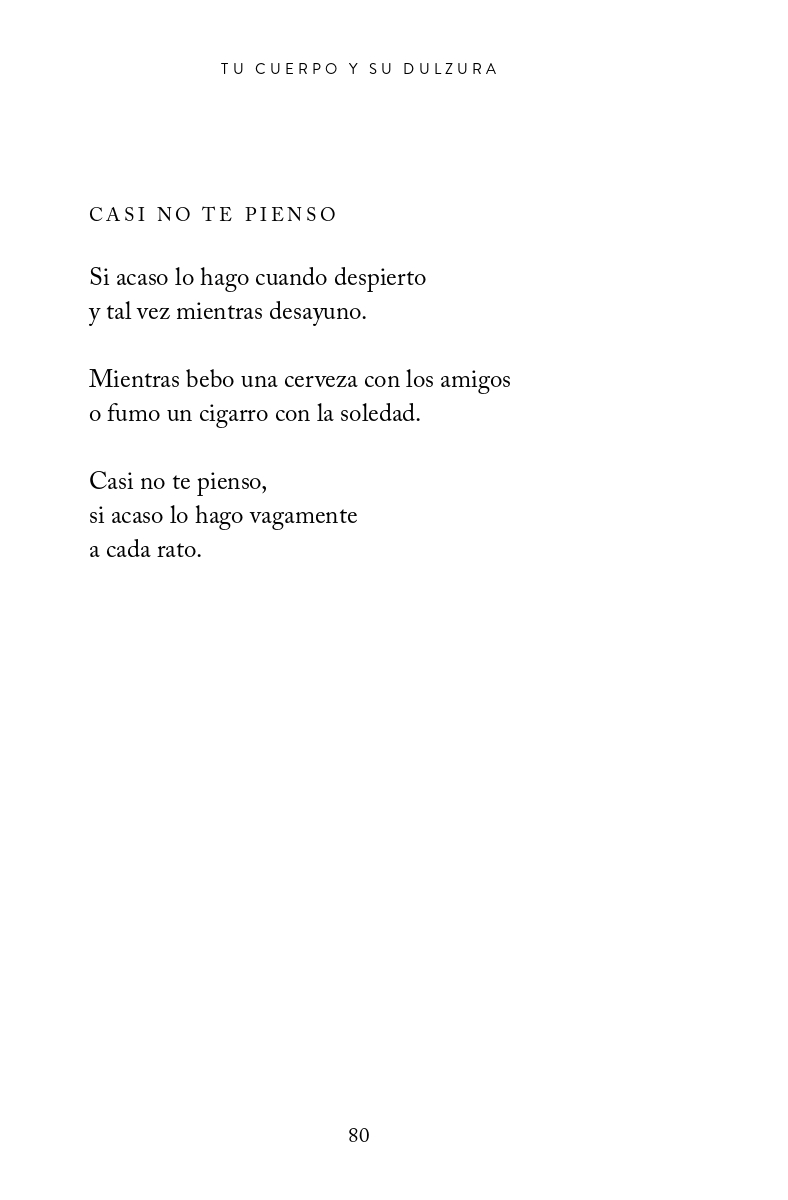 TU CUERPO Y SU DULZURA
CASI NO TE PIENSO
Si acaso lo hago cuando despierto
y tal vez mientras desayuno.
Mientras bebo una cerveza con los amigos
o fumo un cigarro con la soledad.
Casi no te pienso,
si acaso lo hago vagamente
a cada rato.
80